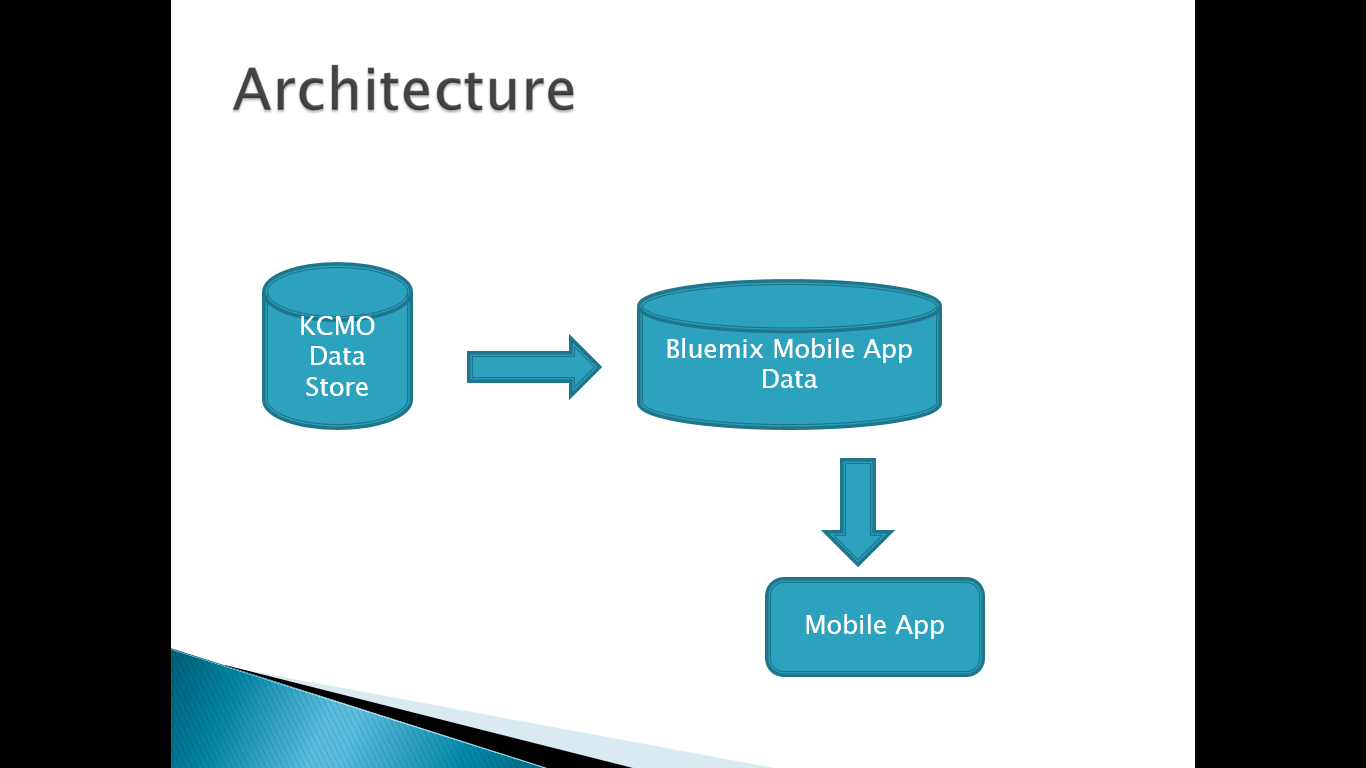 Architecture
KCMO
Data
Store
Bluemix Mobile App
Data
Mobile App